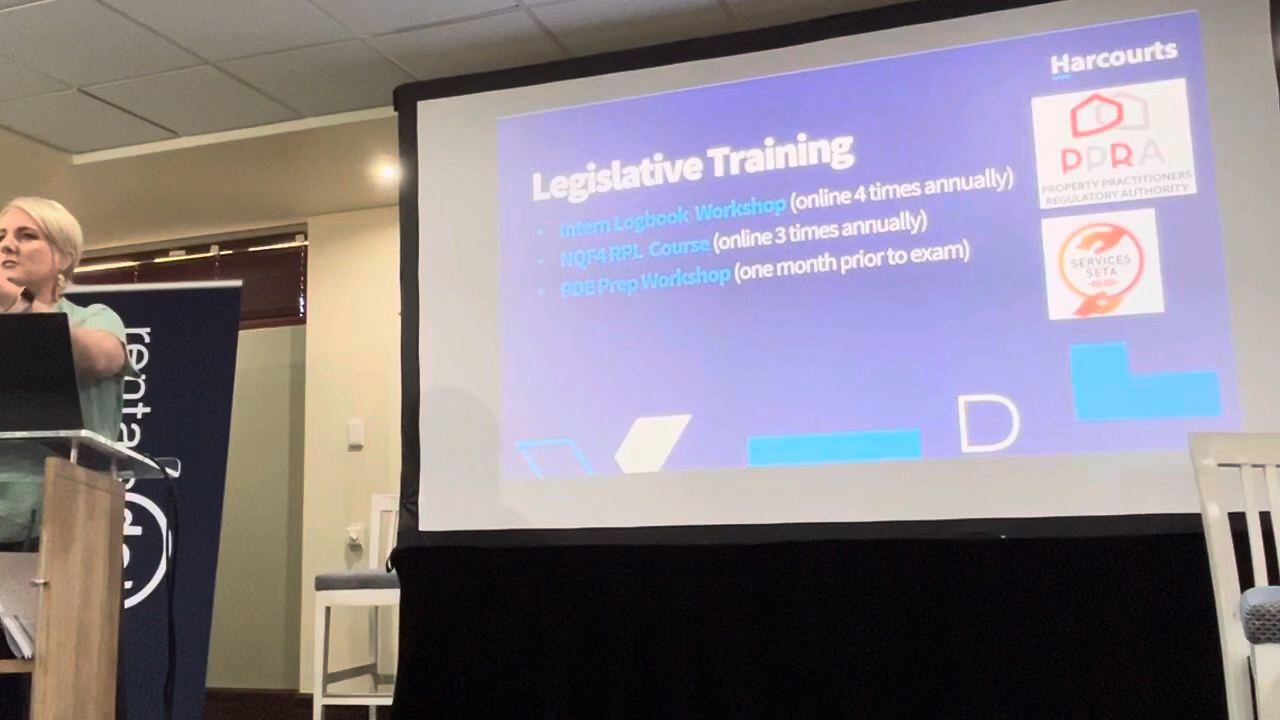 Harcourts
Legislative Training
Intern Logbook Workshop (online 4 times annually)
NQF4 RPL Course (online 3 times annually)
PDE Prep Workshop (one month prior to exam)
PPRA
PROPERTY PRACTITIONERS
REGULATORY AUTHORITY
SERVICES
SETA